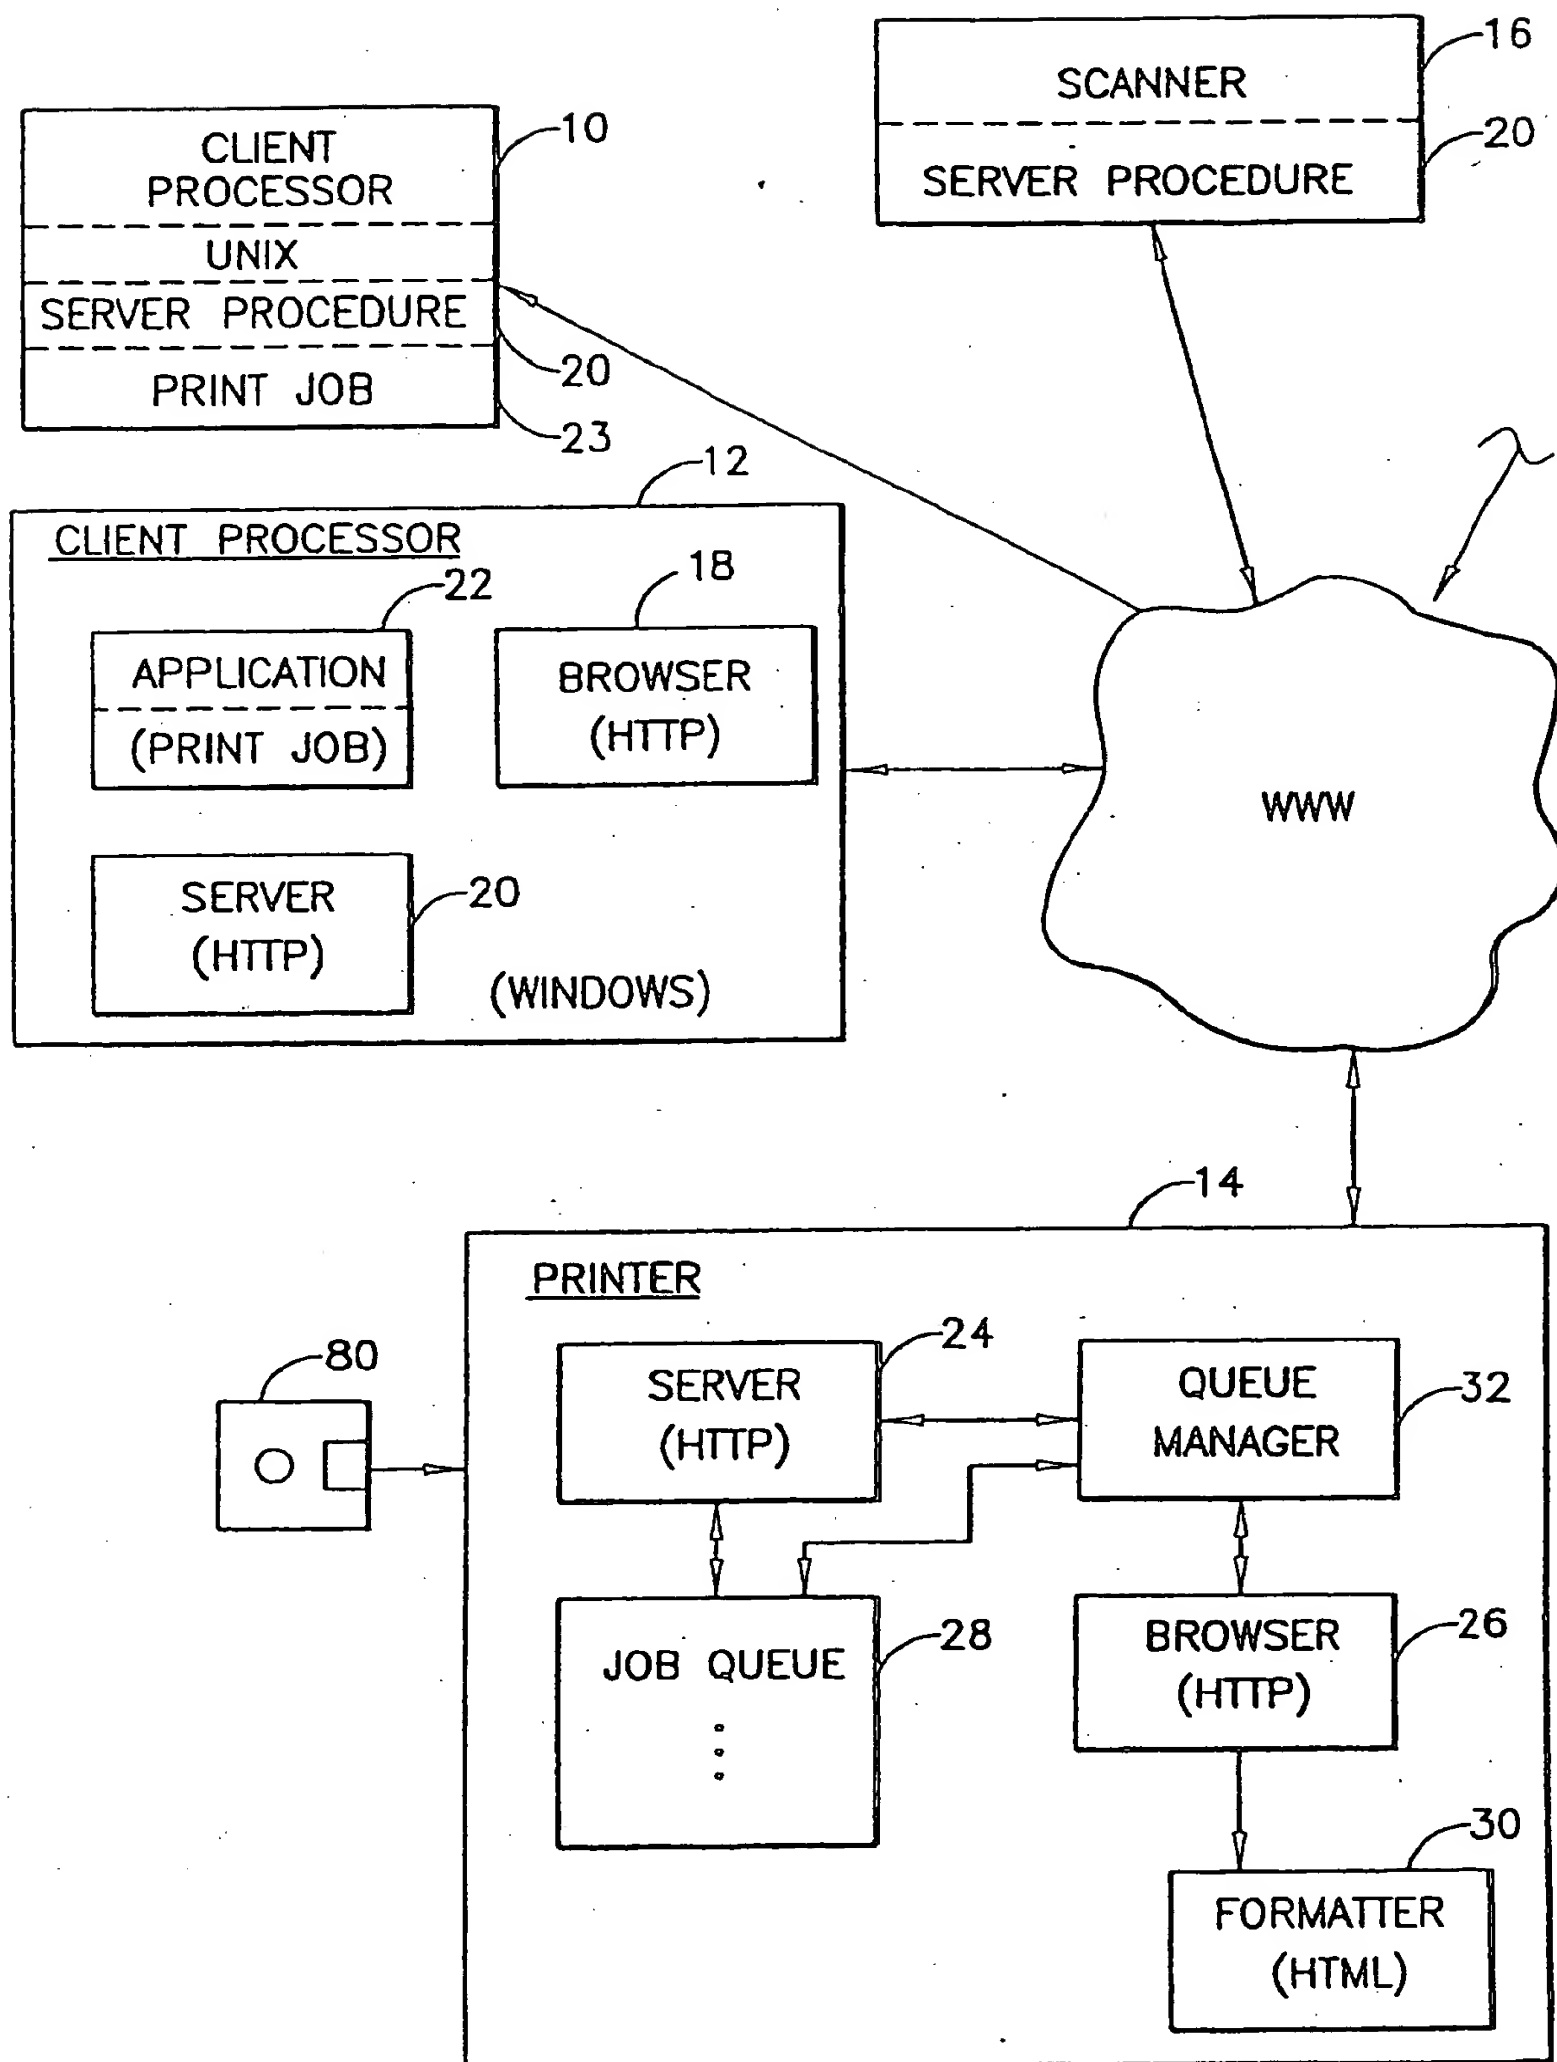 16
SCANNER
20
SERVER PROCEDURE
10
CLIENT
PROCESSOR
UNIX
SERVER PROCEDURE
20
PRINT JOB
23
12
CLIENT PROCESSOR
18
22
APPLICATION
(PRINT JOB)
BROWSER
(HTTP)
WWW
SERVER
(HTTP)
20
(WINDOWS)
14
PRINTER
80
24
SERVER
(HTTP)
QUEUE
MANAGER
32
JOB QUEUE
28
BROWSER
(HTTP)
26
30
FORMATTER
(HTML)